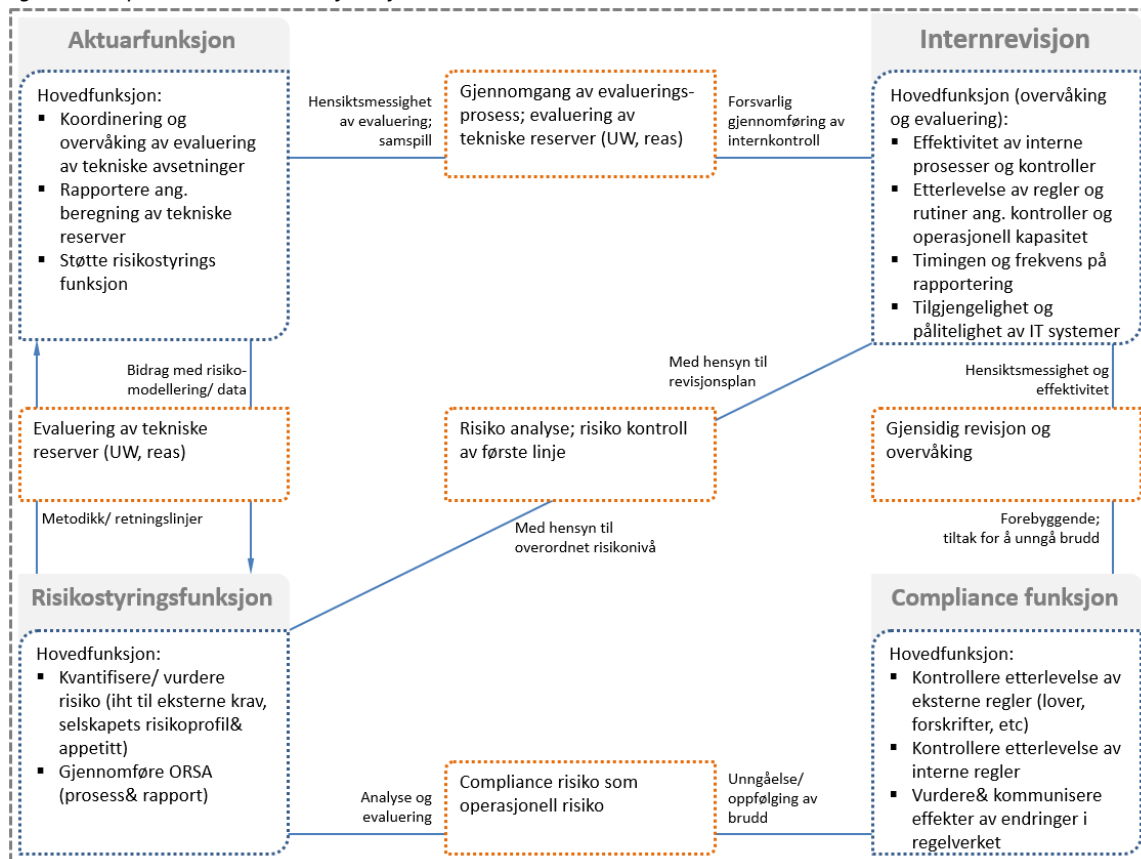 Aktuarfunksjon
Hovedfunksjon:
▪ Koordinering og
overvåking av evaluering
av tekniske avsetninger
▪ Rapportere ang.
beregning av tekniske
reserver
▪ Støtte risikostyrings
funksjon
Hensiktsmessighet
av evaluering;
samspill
Gjennomgang av evaluerings-
prosess; evaluering av
tekniske reserver (UW, reas)
Forsvarlig
gjennomføring av
internkontroll
Internrevisjon
Hovedfunksjon (overvåking
og evaluering):
▪ Effektivitet av interne
prosesser og kontroller
▪ Etterlevelse av regler og
rutiner ang. kontroller og
operasjonell kapasitet
▪ Timingen og frekvens på
rapportering
▪ Tilgjengelighet og
pålitelighet av IT systemer
Bidrag med risiko-
modellering/ data
Evaluering av tekniske
reserver (UW, reas)
Metodikk/ retningslinjer
Med hensyn til
revisjonsplan
Risiko analyse; risiko kontroll
av første linje
Med hensyn til
overordnet risikonivå
Hensiktsmessighet og
effektivitet
Gjensidig revisjon og
overvåking
Forebyggende;
tiltak for å unngå brudd
Risikostyringsfunksjon
Hovedfunksjon:
▪ Kvantifisere/ vurdere
risiko (iht til eksterne krav,
selskapets risikoprofil&
appetitt)
▪ Gjennomføre ORSA
(prosess& rapport)
Analyse og
evaluering
Compliance risiko som
operasjonell risiko
Unngåelse/
oppfølging av
brudd
Compliance funksjon
Hovedfunksjon:
▪ Kontrollere etterlevelse av
eksterne regler (lover,
forskrifter, etc)
▪ Kontrollere etterlevelse av
interne regler
▪ Vurdere& kommunisere
effekter av endringer i
regelverket